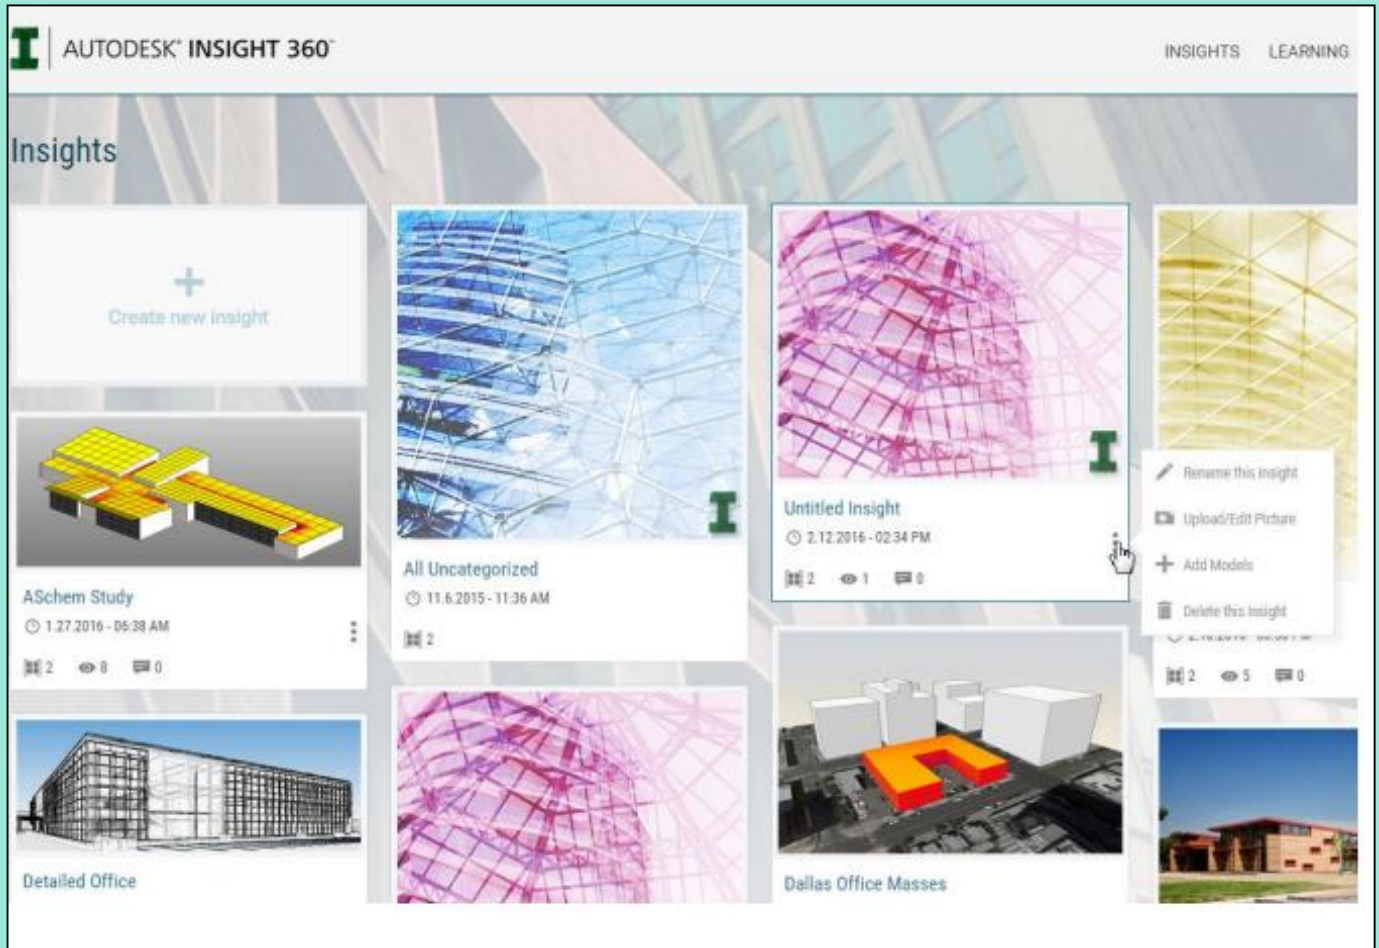 AUTODESK® INSIGHT 360™
INSIGHTS LEARNING
Insights
Create new insight
ASchem Study
1.27.2016 - 06:38 AM
2 8 0
Detailed Office
All Uncategorized
11.6.2015 - 11:36 AM
2
Untitled Insight
2.12.2016 - 02:34 PM
2 1 0
Rename this Insight
Upload/Edit Picture
Add Models
Delete this Insight
Dallas Office Masses
2 5 0